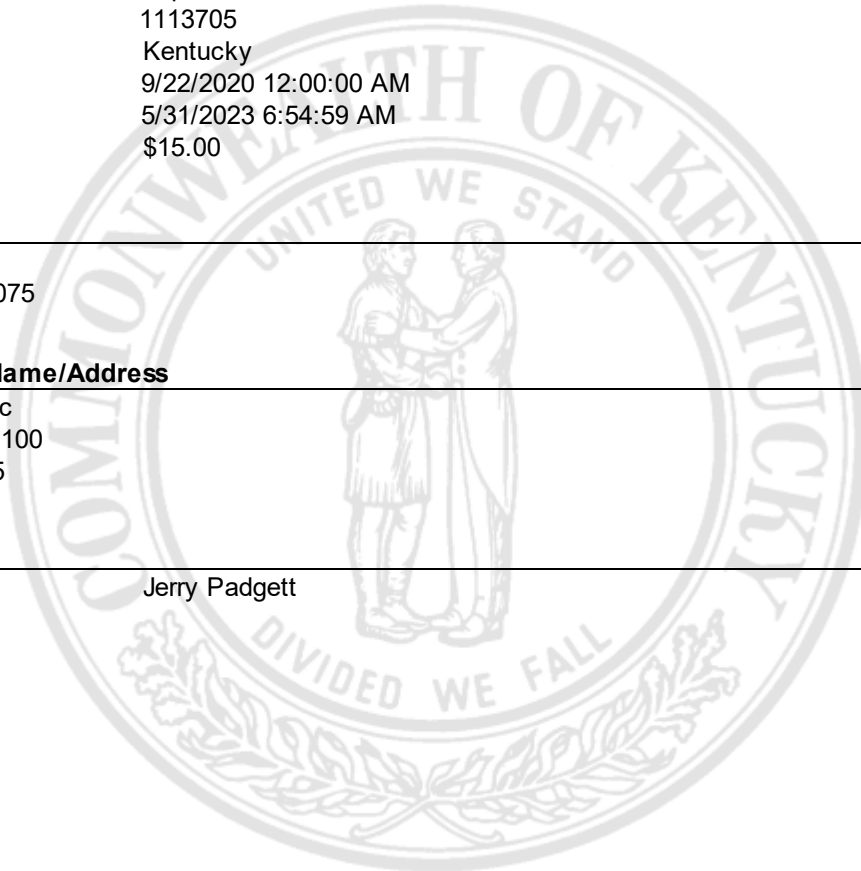 1113705
Kentucky
9/22/2020 12:00:00 AM
5/31/2023 6:54:59 AM
$15.00
075
Name/Address
c
100
5
Jerry Padgett
COMMONWEALTH OF KENTUCKY
UNITED WE STAND
DIVIDED WE FALL